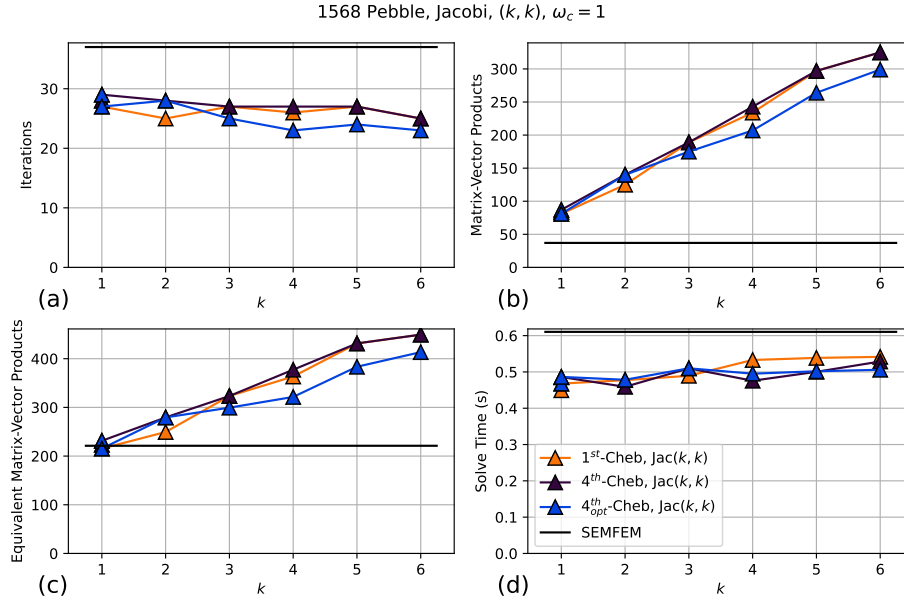 1568 Pebble, Jacobi, (k, k), ω_c = 1
Iterations
30
20
10
0
1 2 3 4 5 6
k
(a)
Matrix-Vector Products
300
250
200
150
100
50
0
1 2 3 4 5 6
k
(b)
Equivalent Matrix-Vector Products
400
300
200
100
0
1 2 3 4 5 6
k
(c)
Solve Time (s)
0.6
0.5
0.4
0.3
0.2
0.1
0.0
1^{st}-Cheb, Jac(k, k)
4^{th}-Cheb, Jac(k, k)
4^{th}_{opt}-Cheb, Jac(k, k)
SEMFEM
1 2 3 4 5 6
k
(d)